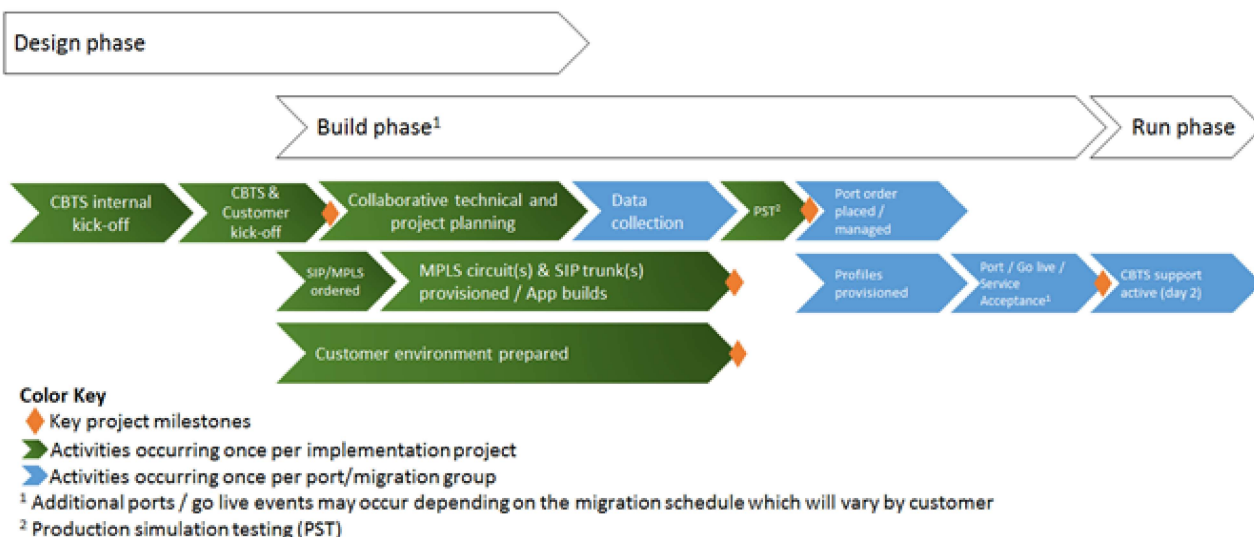 Design phase
Build phase¹
Run phase
CBTS internal
kick-off
CBTS &
Customer
kick-off
Collaborative technical and
project planning
Data
collection
PST²
Port order
placed /
managed
SIP/MPLS
ordered
MPLS circuit(s) & SIP trunk(s)
provisioned / App builds
Profiles
provisioned
Port / Go live /
Service
Acceptance¹
CBTS support
active (day 2)
Customer environment prepared
Color Key
Key project milestones
Activities occurring once per implementation project
Activities occurring once per port/migration group
¹ Additional ports / go live events may occur depending on the migration schedule which will vary by customer
² Production simulation testing (PST)